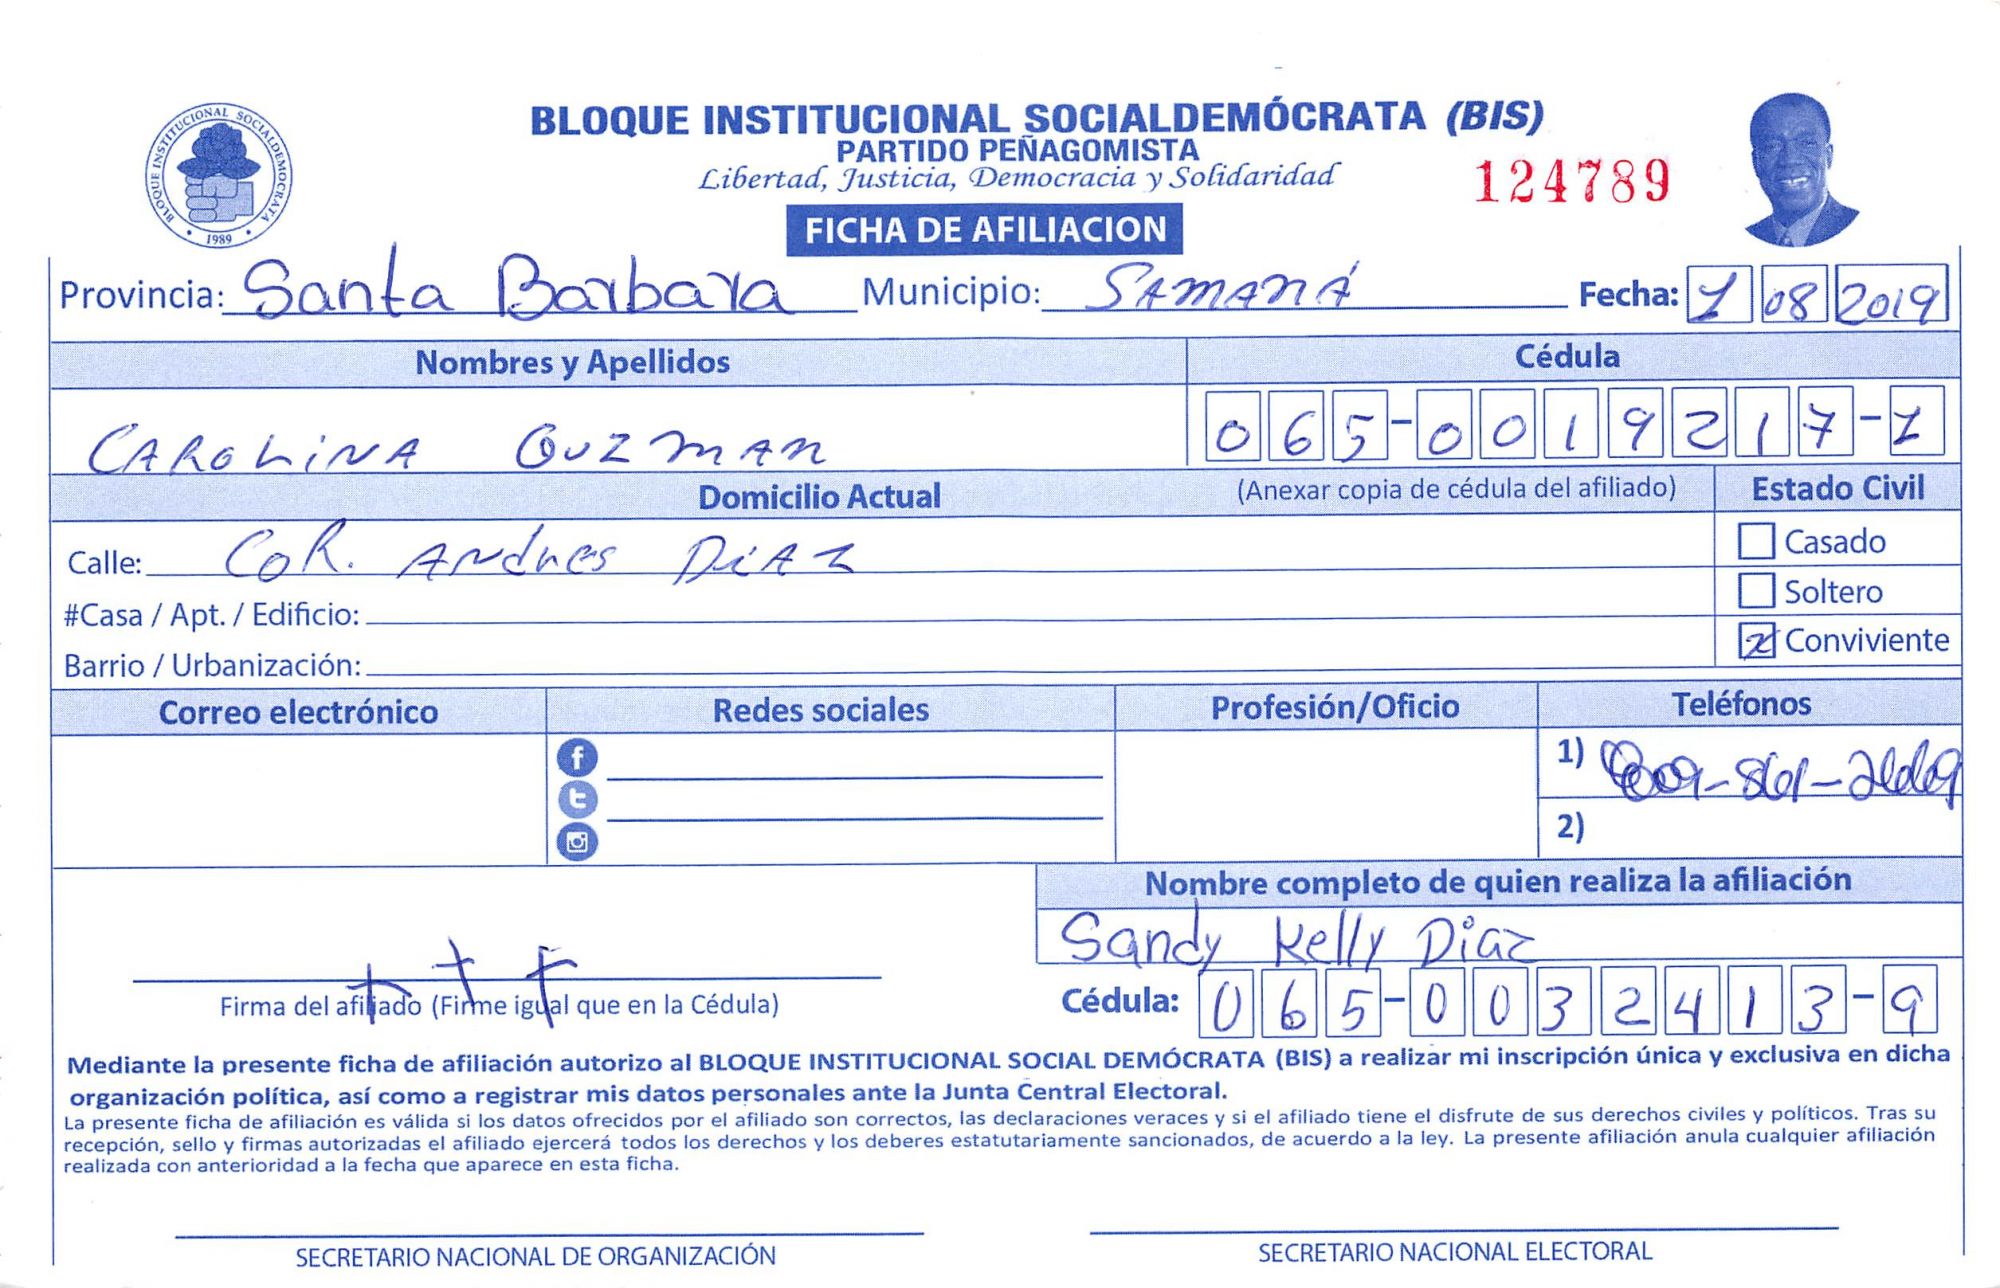 BLOQUE INSTITUCIONAL SOCIALDEMÓCRATA (BIS)
PARTIDO PEÑAGOMISTA
Libertad, Justicia, Democracia y Solidaridad
124789
FICHA DE AFILIACION
BLOQUE INSTITUCIONAL SOCIALDEMOCRATA
1989
Provincia: Santa Barbara Municipio: SAMANÁ Fecha: 1 08 2019
Nombres y Apellidos Cédula
CAROLINA GUZMAN 065-0019217-1
Domicilio Actual (Anexar copia de cédula del afiliado) Estado Civil
Calle: COR. ANDRES DIAZ Casado
#Casa / Apt. / Edificio: Soltero
Barrio / Urbanización: Conviviente
Correo electrónico Redes sociales Profesión/Oficio Teléfonos
1)
2)
Nombre completo de quien realiza la afiliación
Sandy Kelly Diaz
Firma del afiliado (Firme igual que en la Cédula) Cédula: 065-0032413-9
Mediante la presente ficha de afiliación autorizo al BLOQUE INSTITUCIONAL SOCIAL DEMÓCRATA (BIS) a realizar mi inscripción única y exclusiva en dicha
organización política, así como a registrar mis datos personales ante la Junta Central Electoral.
La presente ficha de afiliación es válida si los datos ofrecidos por el afiliado son correctos, las declaraciones veraces y si el afiliado tiene el disfrute de sus derechos civiles y políticos. Tras su
recepción, sello y firmas autorizadas el afiliado ejercerá todos los derechos y los deberes estatutariamente sancionados, de acuerdo a la ley. La presente afiliación anula cualquier afiliación
realizada con anterioridad a la fecha que aparece en esta ficha.
SECRETARIO NACIONAL DE ORGANIZACIÓN SECRETARIO NACIONAL ELECTORAL